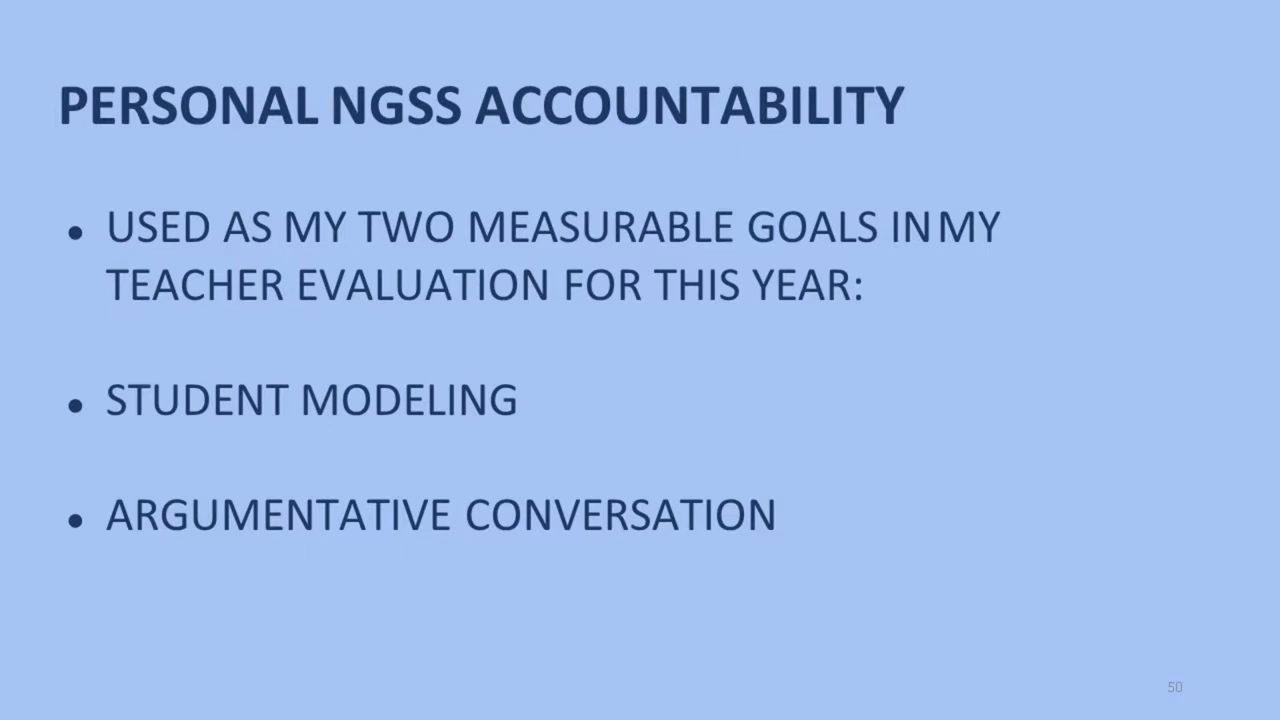 PERSONAL NGSS ACCOUNTABILITY
• USED AS MY TWO MEASURABLE GOALS IN MY
TEACHER EVALUATION FOR THIS YEAR:
• STUDENT MODELING
• ARGUMENTATIVE CONVERSATION
50